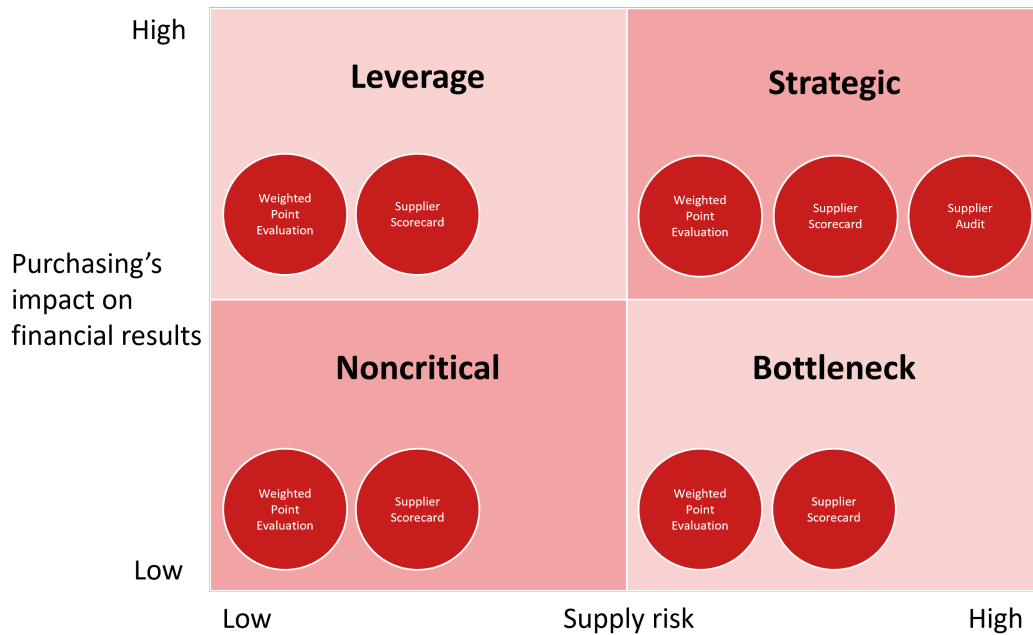 High
Leverage
Strategic
Weighted
Point
Evaluation
Supplier
Scorecard
Weighted
Point
Evaluation
Supplier
Scorecard
Supplier
Audit
Purchasing's
impact on
financial results
Noncritical
Bottleneck
Weighted
Point
Evaluation
Supplier
Scorecard
Weighted
Point
Evaluation
Supplier
Scorecard
Low
Low
Supply risk
High